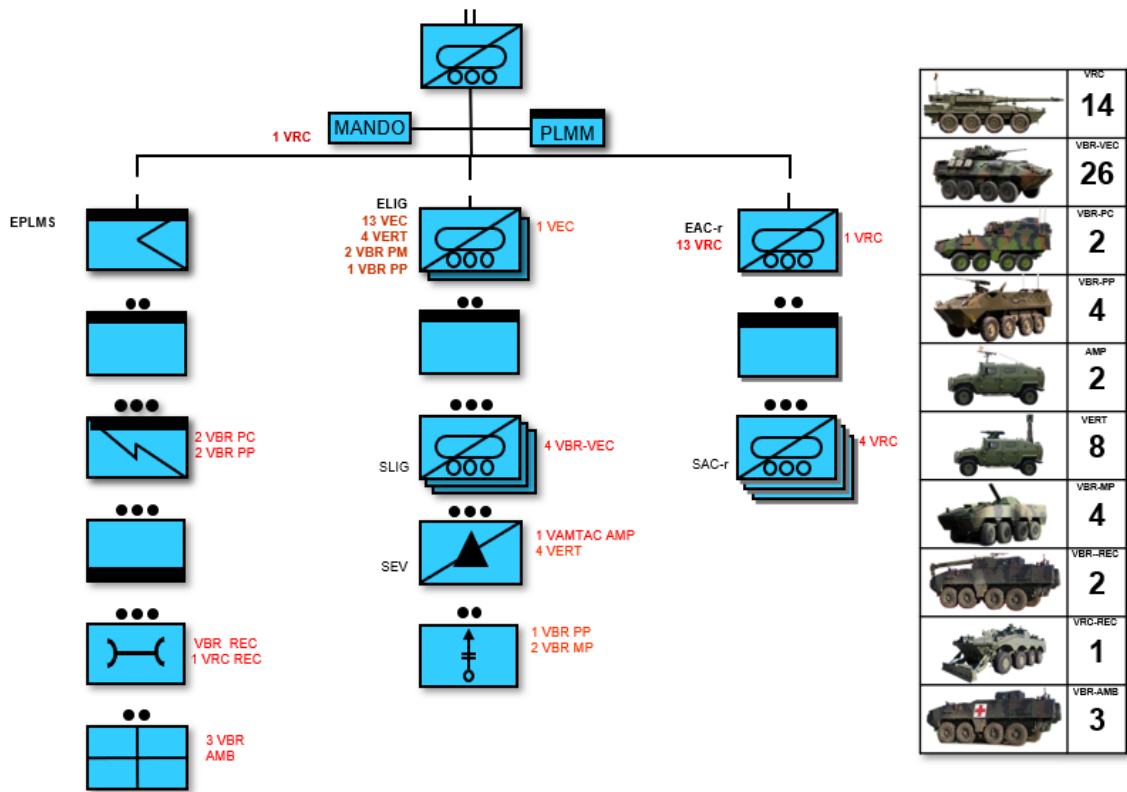 1 VRC
MANDO
PLMM
EPLMS
ELIG
13 VEC
4 VERT
2 VBR PM
1 VBR PP
1 VEC
EAC-r
13 VRC
1 VRC
2 VBR PC
2 VBR PP
SLIG
4 VBR-VEC
SAC-r
4 VRC
SEV
1 VAMTAC AMP
4 VERT
VBR REC
1 VRC REC
1 VBR PP
2 VBR MP
3 VBR
AMB
VRC
14
VBR-VEC
26
VBR-PC
2
VBR-PP
4
AMP
2
VERT
8
VBR-MP
4
VBR--REC
2
VRC-REC
1
VBR-AMB
3